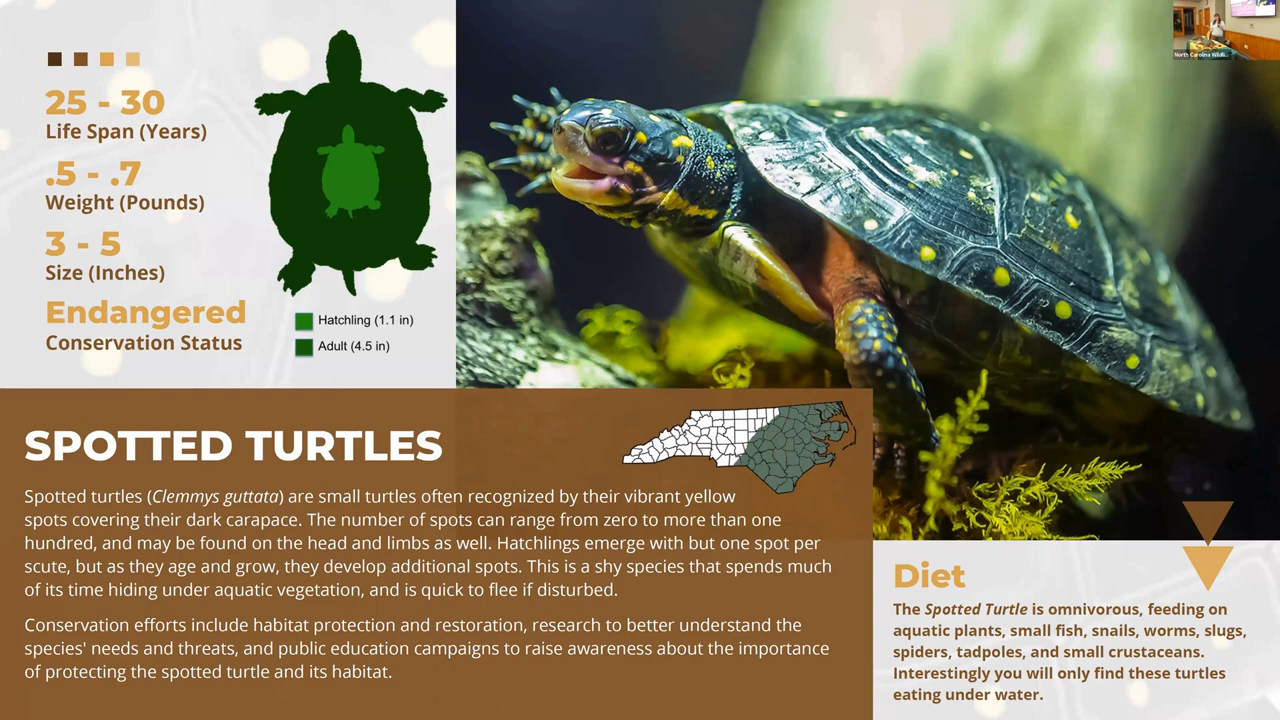 25 - 30
Life Span (Years)
.5 - .7
Weight (Pounds)
3 - 5
Size (Inches)
Endangered
Conservation Status
Hatchling (1.1 in)
Adult (4.5 in)
SPOTTED TURTLES
Spotted turtles (Clemmys guttata) are small turtles often recognized by their vibrant yellow
spots covering their dark carapace. The number of spots can range from zero to more than one
hundred, and may be found on the head and limbs as well. Hatchlings emerge with but one spot per
scute, but as they age and grow, they develop additional spots. This is a shy species that spends much
of its time hiding under aquatic vegetation, and is quick to flee if disturbed.
Conservation efforts include habitat protection and restoration, research to better understand the
species' needs and threats, and public education campaigns to raise awareness about the importance
of protecting the spotted turtle and its habitat.
Diet
The Spotted Turtle is omnivorous, feeding on
aquatic plants, small fish, snails, worms, slugs,
spiders, tadpoles, and small crustaceans.
Interestingly you will only find these turtles
eating under water.
North Carolina Wildli...